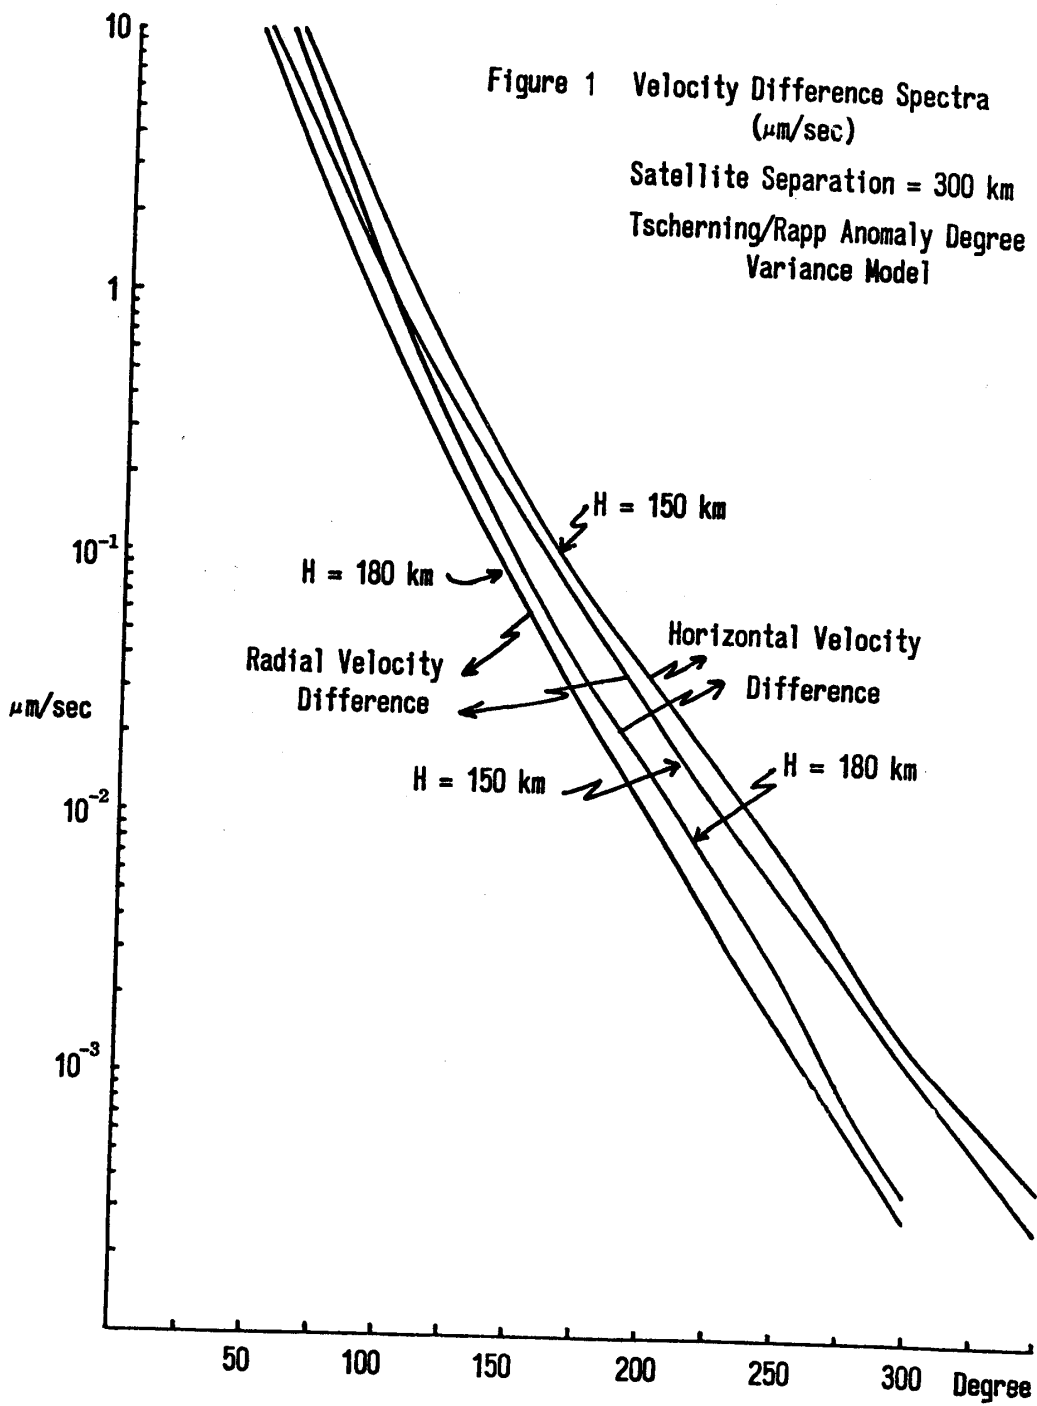 10
Figure 1 Velocity Difference Spectra
(μm/sec)
Satellite Separation = 300 km
Tscherning/Rapp Anomaly Degree
Variance Model
1
H = 150 km
10⁻¹
H = 180 km
Horizontal Velocity
Difference
Radial Velocity
Difference
μm/sec
H = 180 km
H = 150 km
10⁻²
10⁻³
50 100 150 200 250 300 Degree